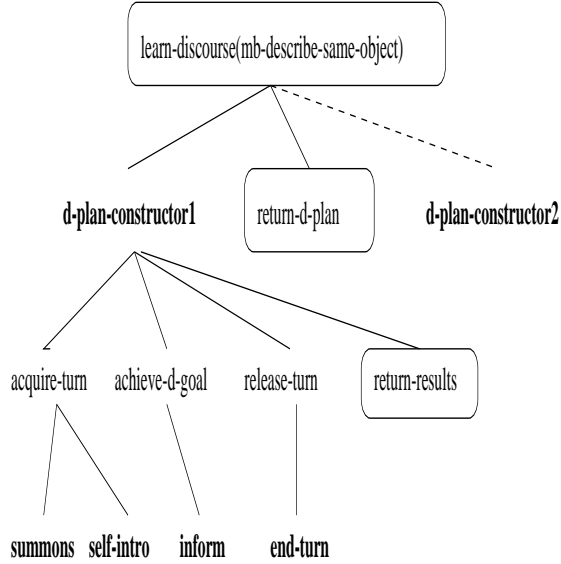 learn-discourse(mb-describe-same-object)
d-plan-constructor1
return-d-plan
d-plan-constructor2
acquire-turn
achieve-d-goal
release-turn
return-results
summons
self-intro
inform
end-turn